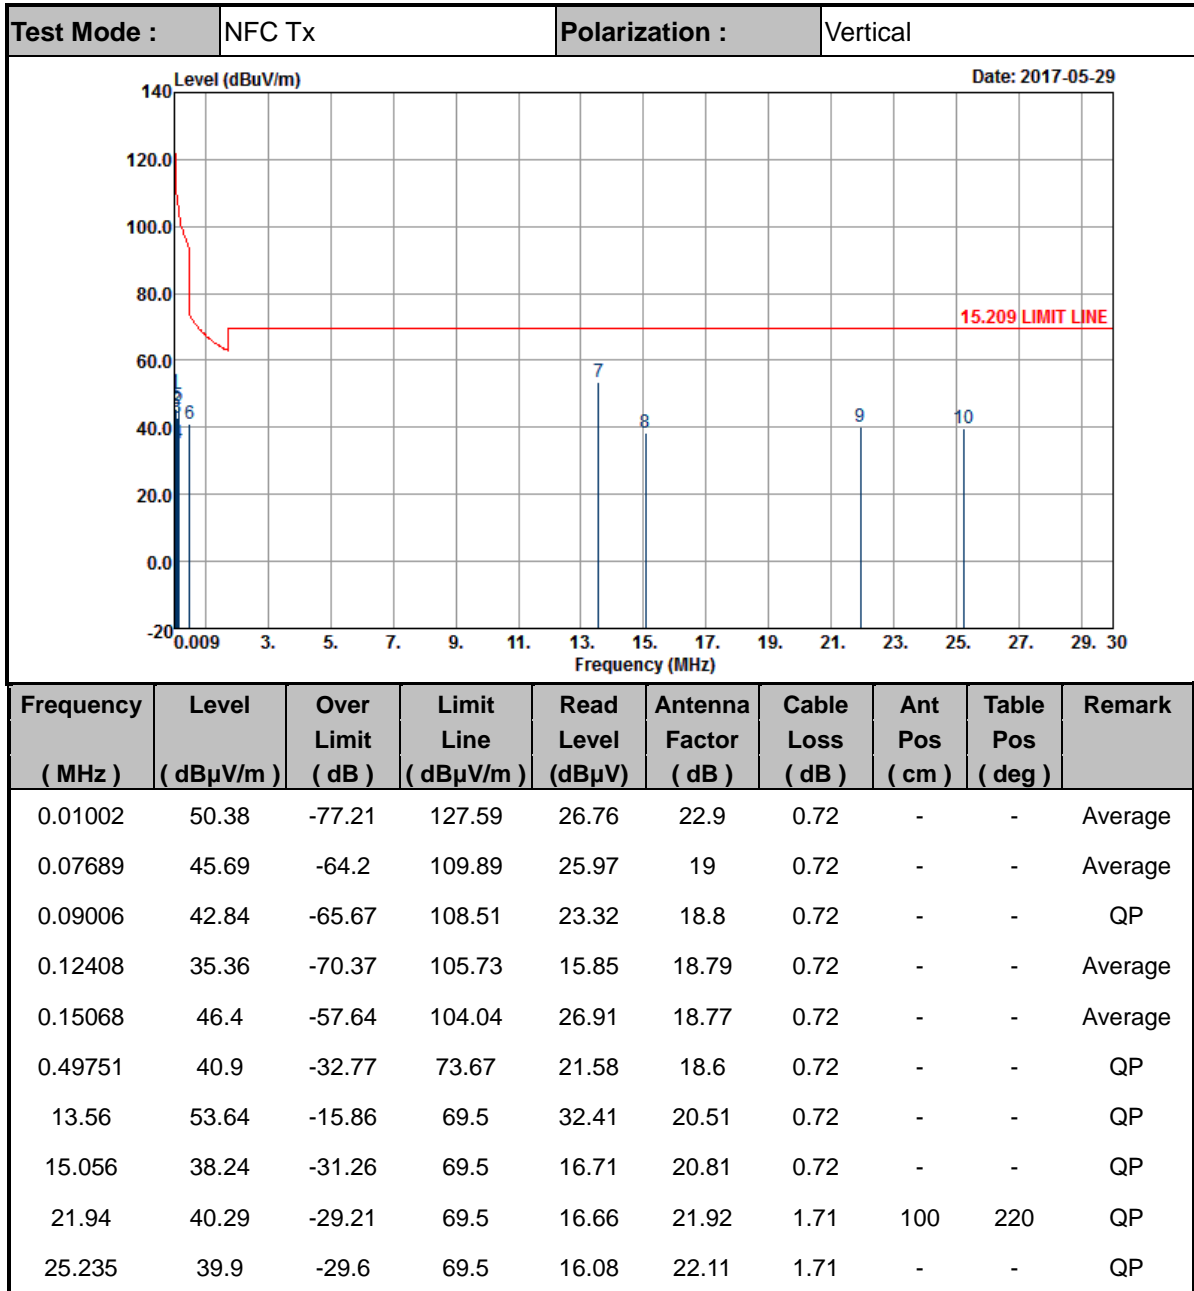 Test Mode : NFC Tx Polarization : Vertical
Level (dBuV/m) Date: 2017-05-29
140
120.0
100.0
80.0
15.209 LIMIT LINE
60.0
7
5
6
40.0
8
9
10
20.0
0.0
-20
0.009 3. 5. 7. 9. 11. 13. 15. 17. 19. 21. 23. 25. 27. 29. 30
Frequency (MHz)
Frequency Level Over Limit Read Antenna Cable Ant Table Remark
Limit Line Level Factor Loss Pos Pos
( MHz ) ( dBµV/m ) ( dB ) ( dBµV/m ) (dBµV) ( dB ) ( dB ) ( cm ) ( deg )
0.01002 50.38 -77.21 127.59 26.76 22.9 0.72 - - Average
0.07689 45.69 -64.2 109.89 25.97 19 0.72 - - Average
0.09006 42.84 -65.67 108.51 23.32 18.8 0.72 - - QP
0.12408 35.36 -70.37 105.73 15.85 18.79 0.72 - - Average
0.15068 46.4 -57.64 104.04 26.91 18.77 0.72 - - Average
0.49751 40.9 -32.77 73.67 21.58 18.6 0.72 - - QP
13.56 53.64 -15.86 69.5 32.41 20.51 0.72 - - QP
15.056 38.24 -31.26 69.5 16.71 20.81 0.72 - - QP
21.94 40.29 -29.21 69.5 16.66 21.92 1.71 100 220 QP
25.235 39.9 -29.6 69.5 16.08 22.11 1.71 - - QP